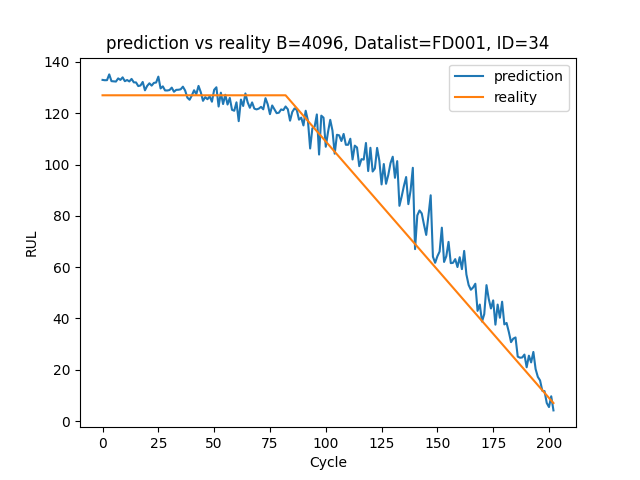 prediction vs reality B=4096, Datalist=FD001, ID=34
140
120
100
80
60
40
20
0
RUL
prediction
reality
0 25 50 75 100 125 150 175 200
Cycle